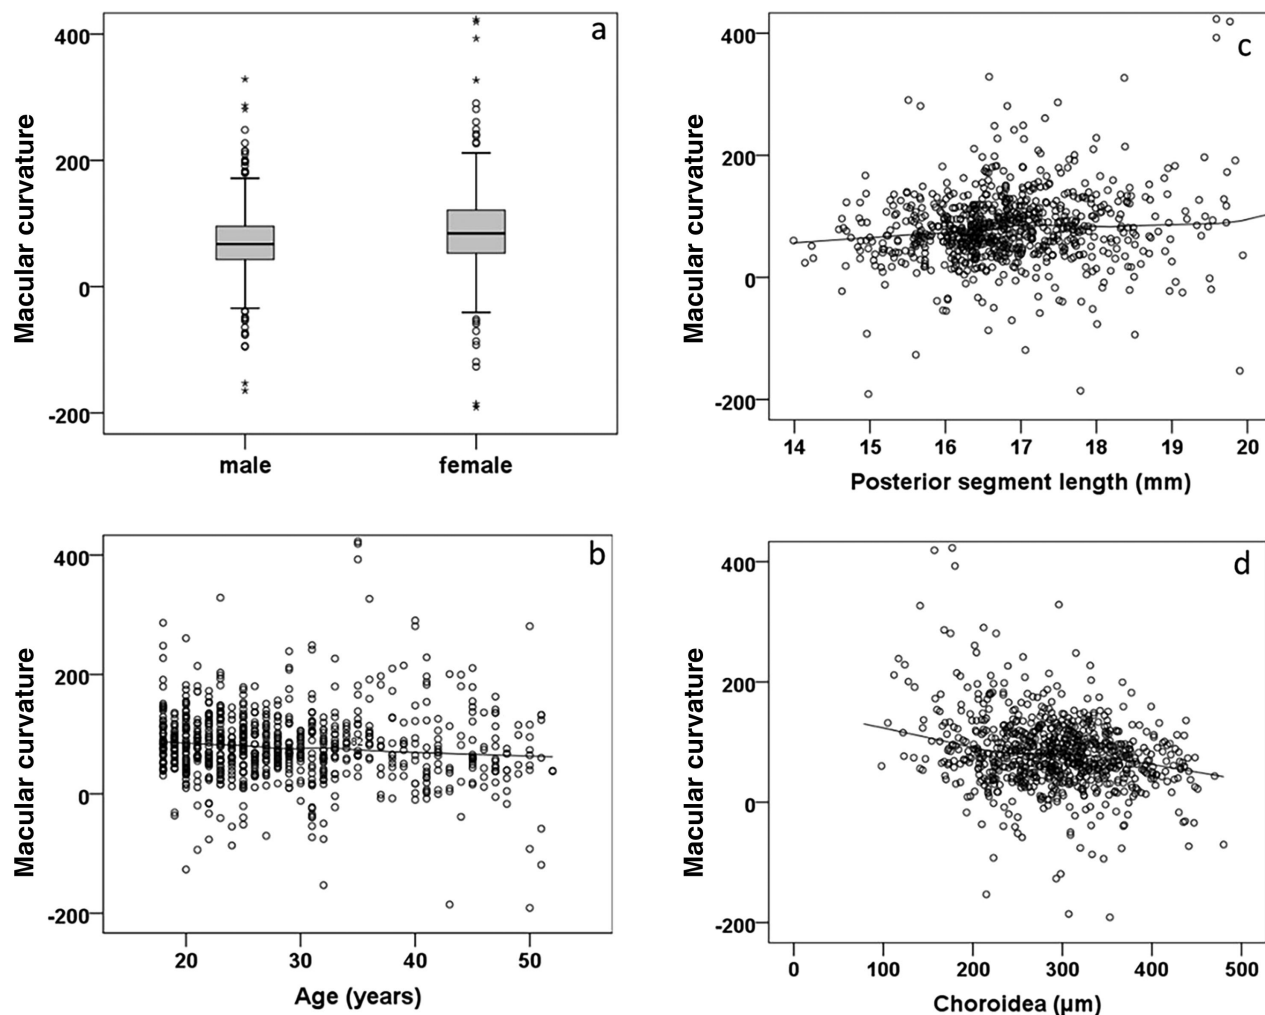 a
400
200
0
-200
Macular curvature
male
female
c
400
200
0
-200
Macular curvature
14 15 16 17 18 19 20
Posterior segment length (mm)
b
400
200
0
-200
Macular curvature
20 30 40 50
Age (years)
d
400
200
0
-200
Macular curvature
0 100 200 300 400 500
Choroidea (µm)